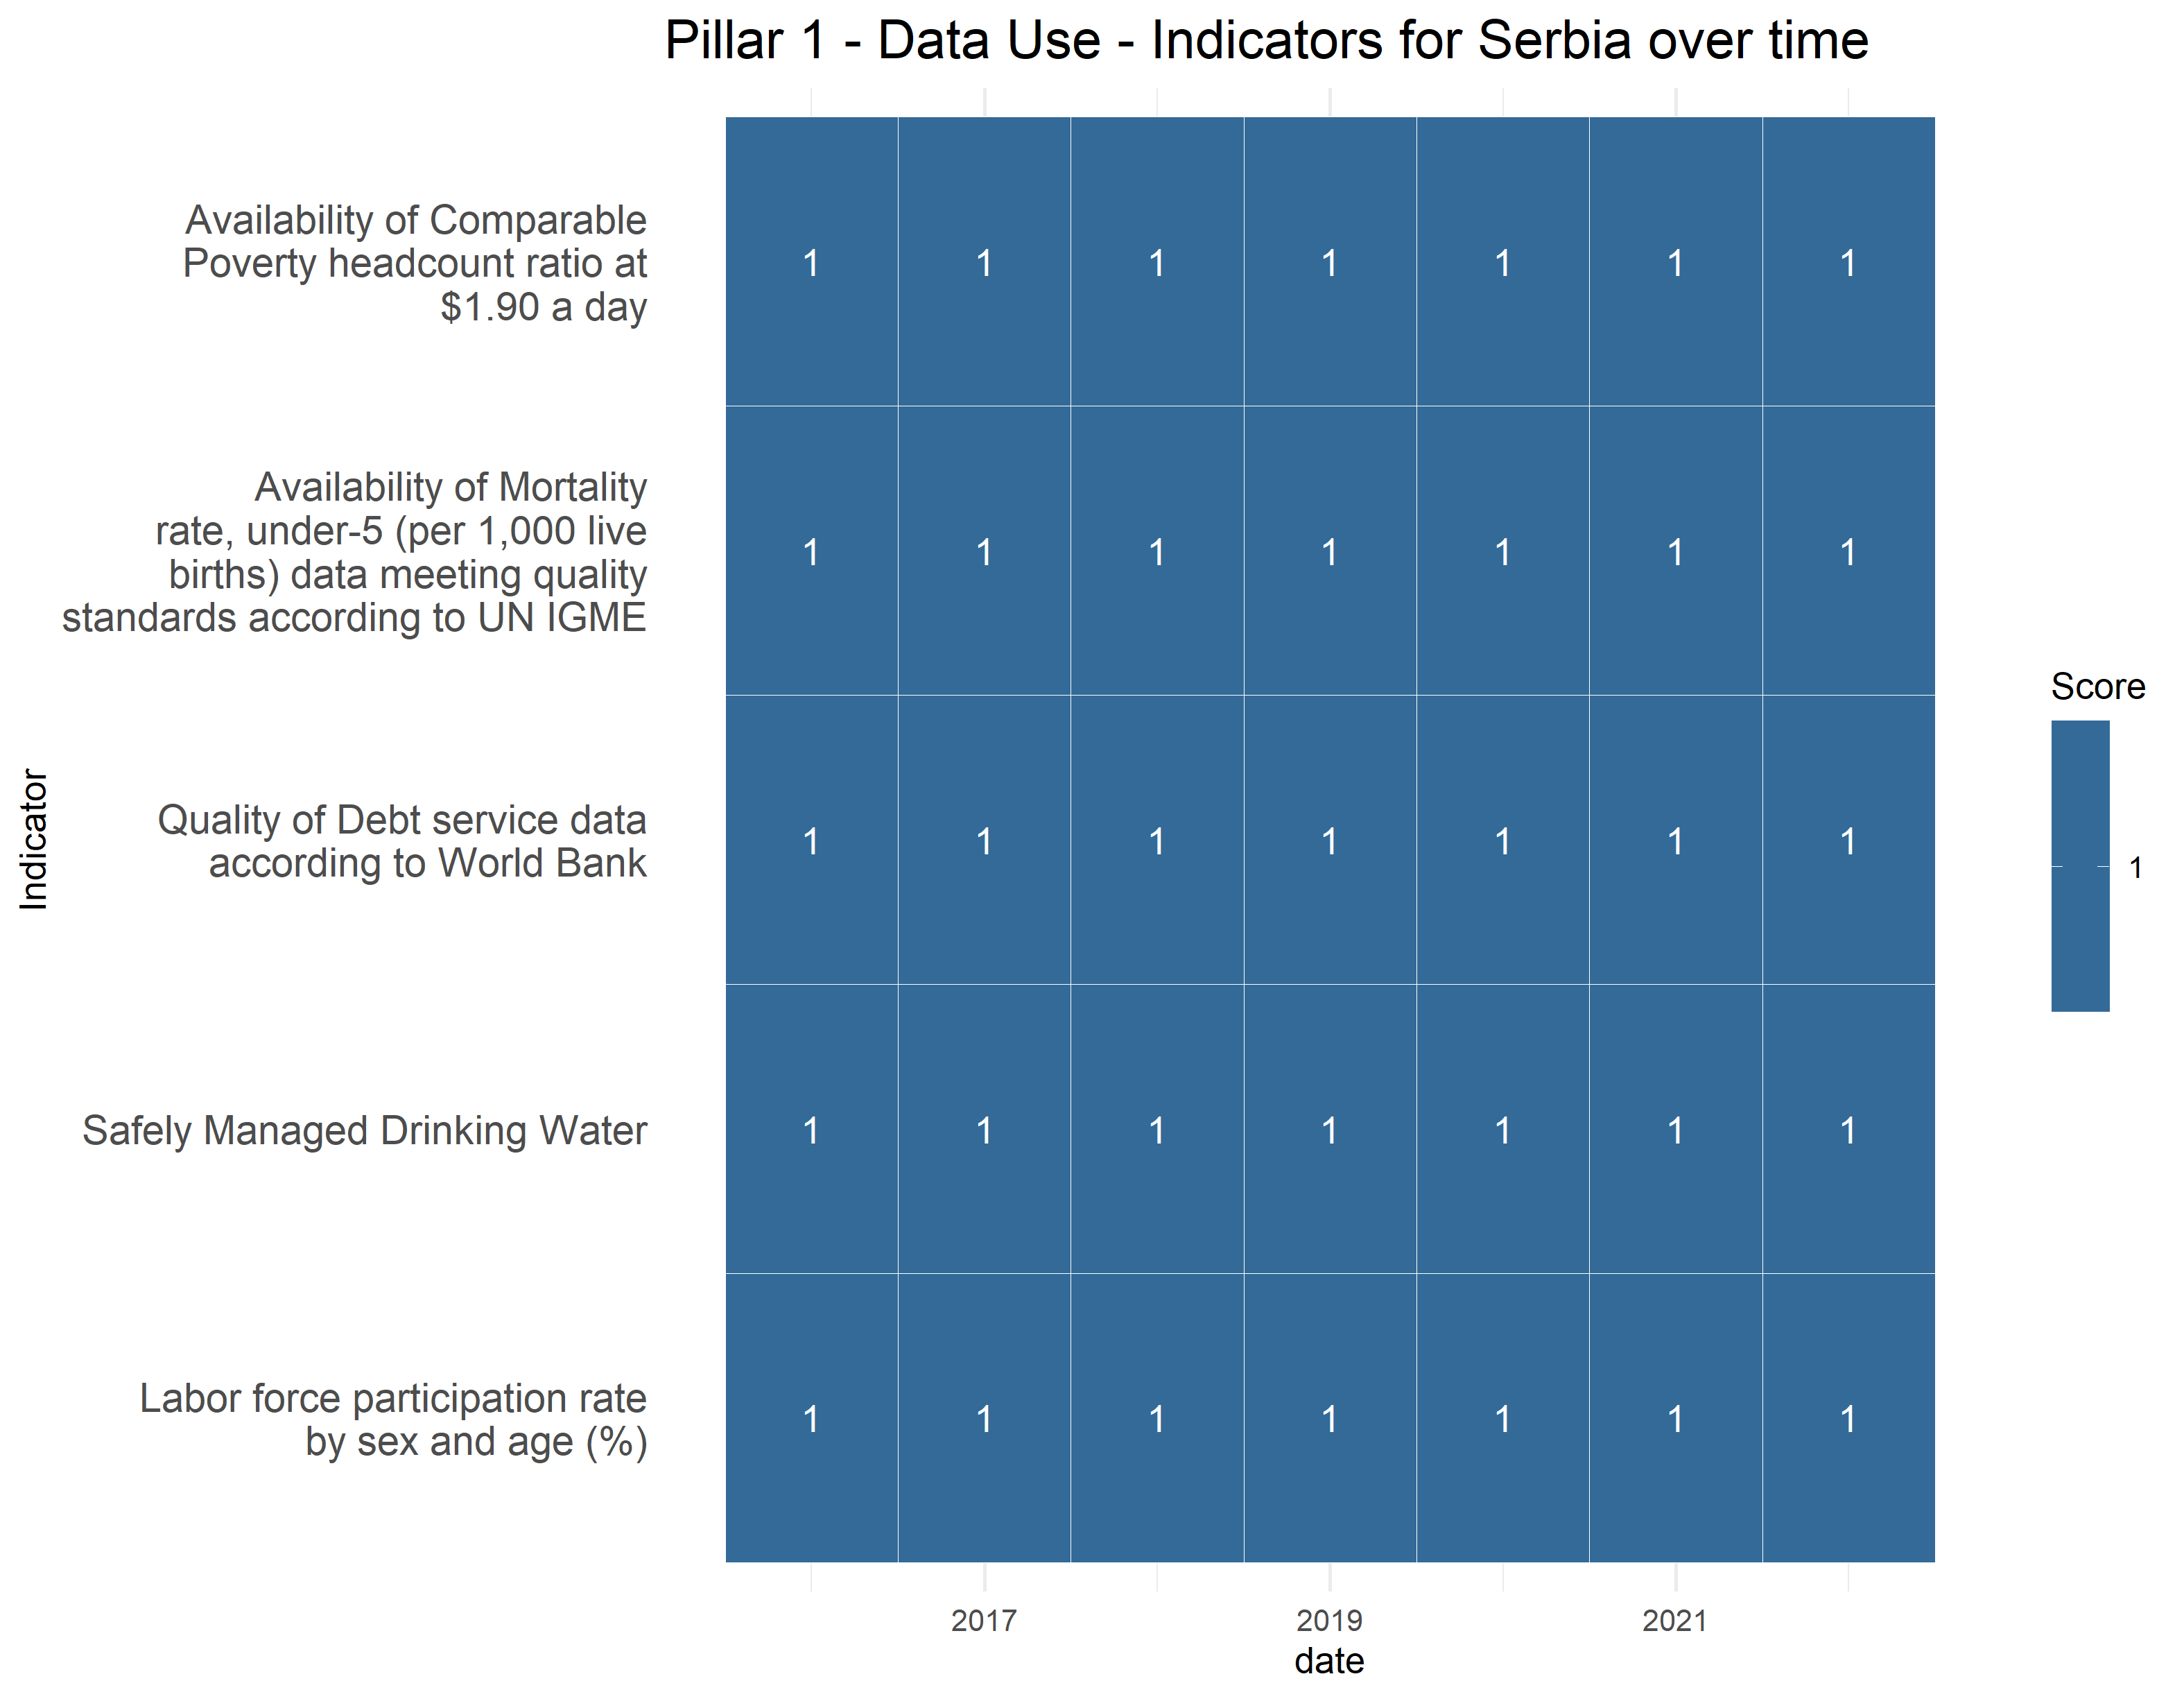 Pillar 1 - Data Use - Indicators for Serbia over time
Indicator
Availability of Comparable
Poverty headcount ratio at
$1.90 a day
1 1 1 1 1 1 1
Availability of Mortality
rate, under-5 (per 1,000 live
births) data meeting quality
standards according to UN IGME
1 1 1 1 1 1 1
Quality of Debt service data
according to World Bank
1 1 1 1 1 1 1
Safely Managed Drinking Water
1 1 1 1 1 1 1
Labor force participation rate
by sex and age (%)
1 1 1 1 1 1 1
2017 2019 2021
date
Score
1